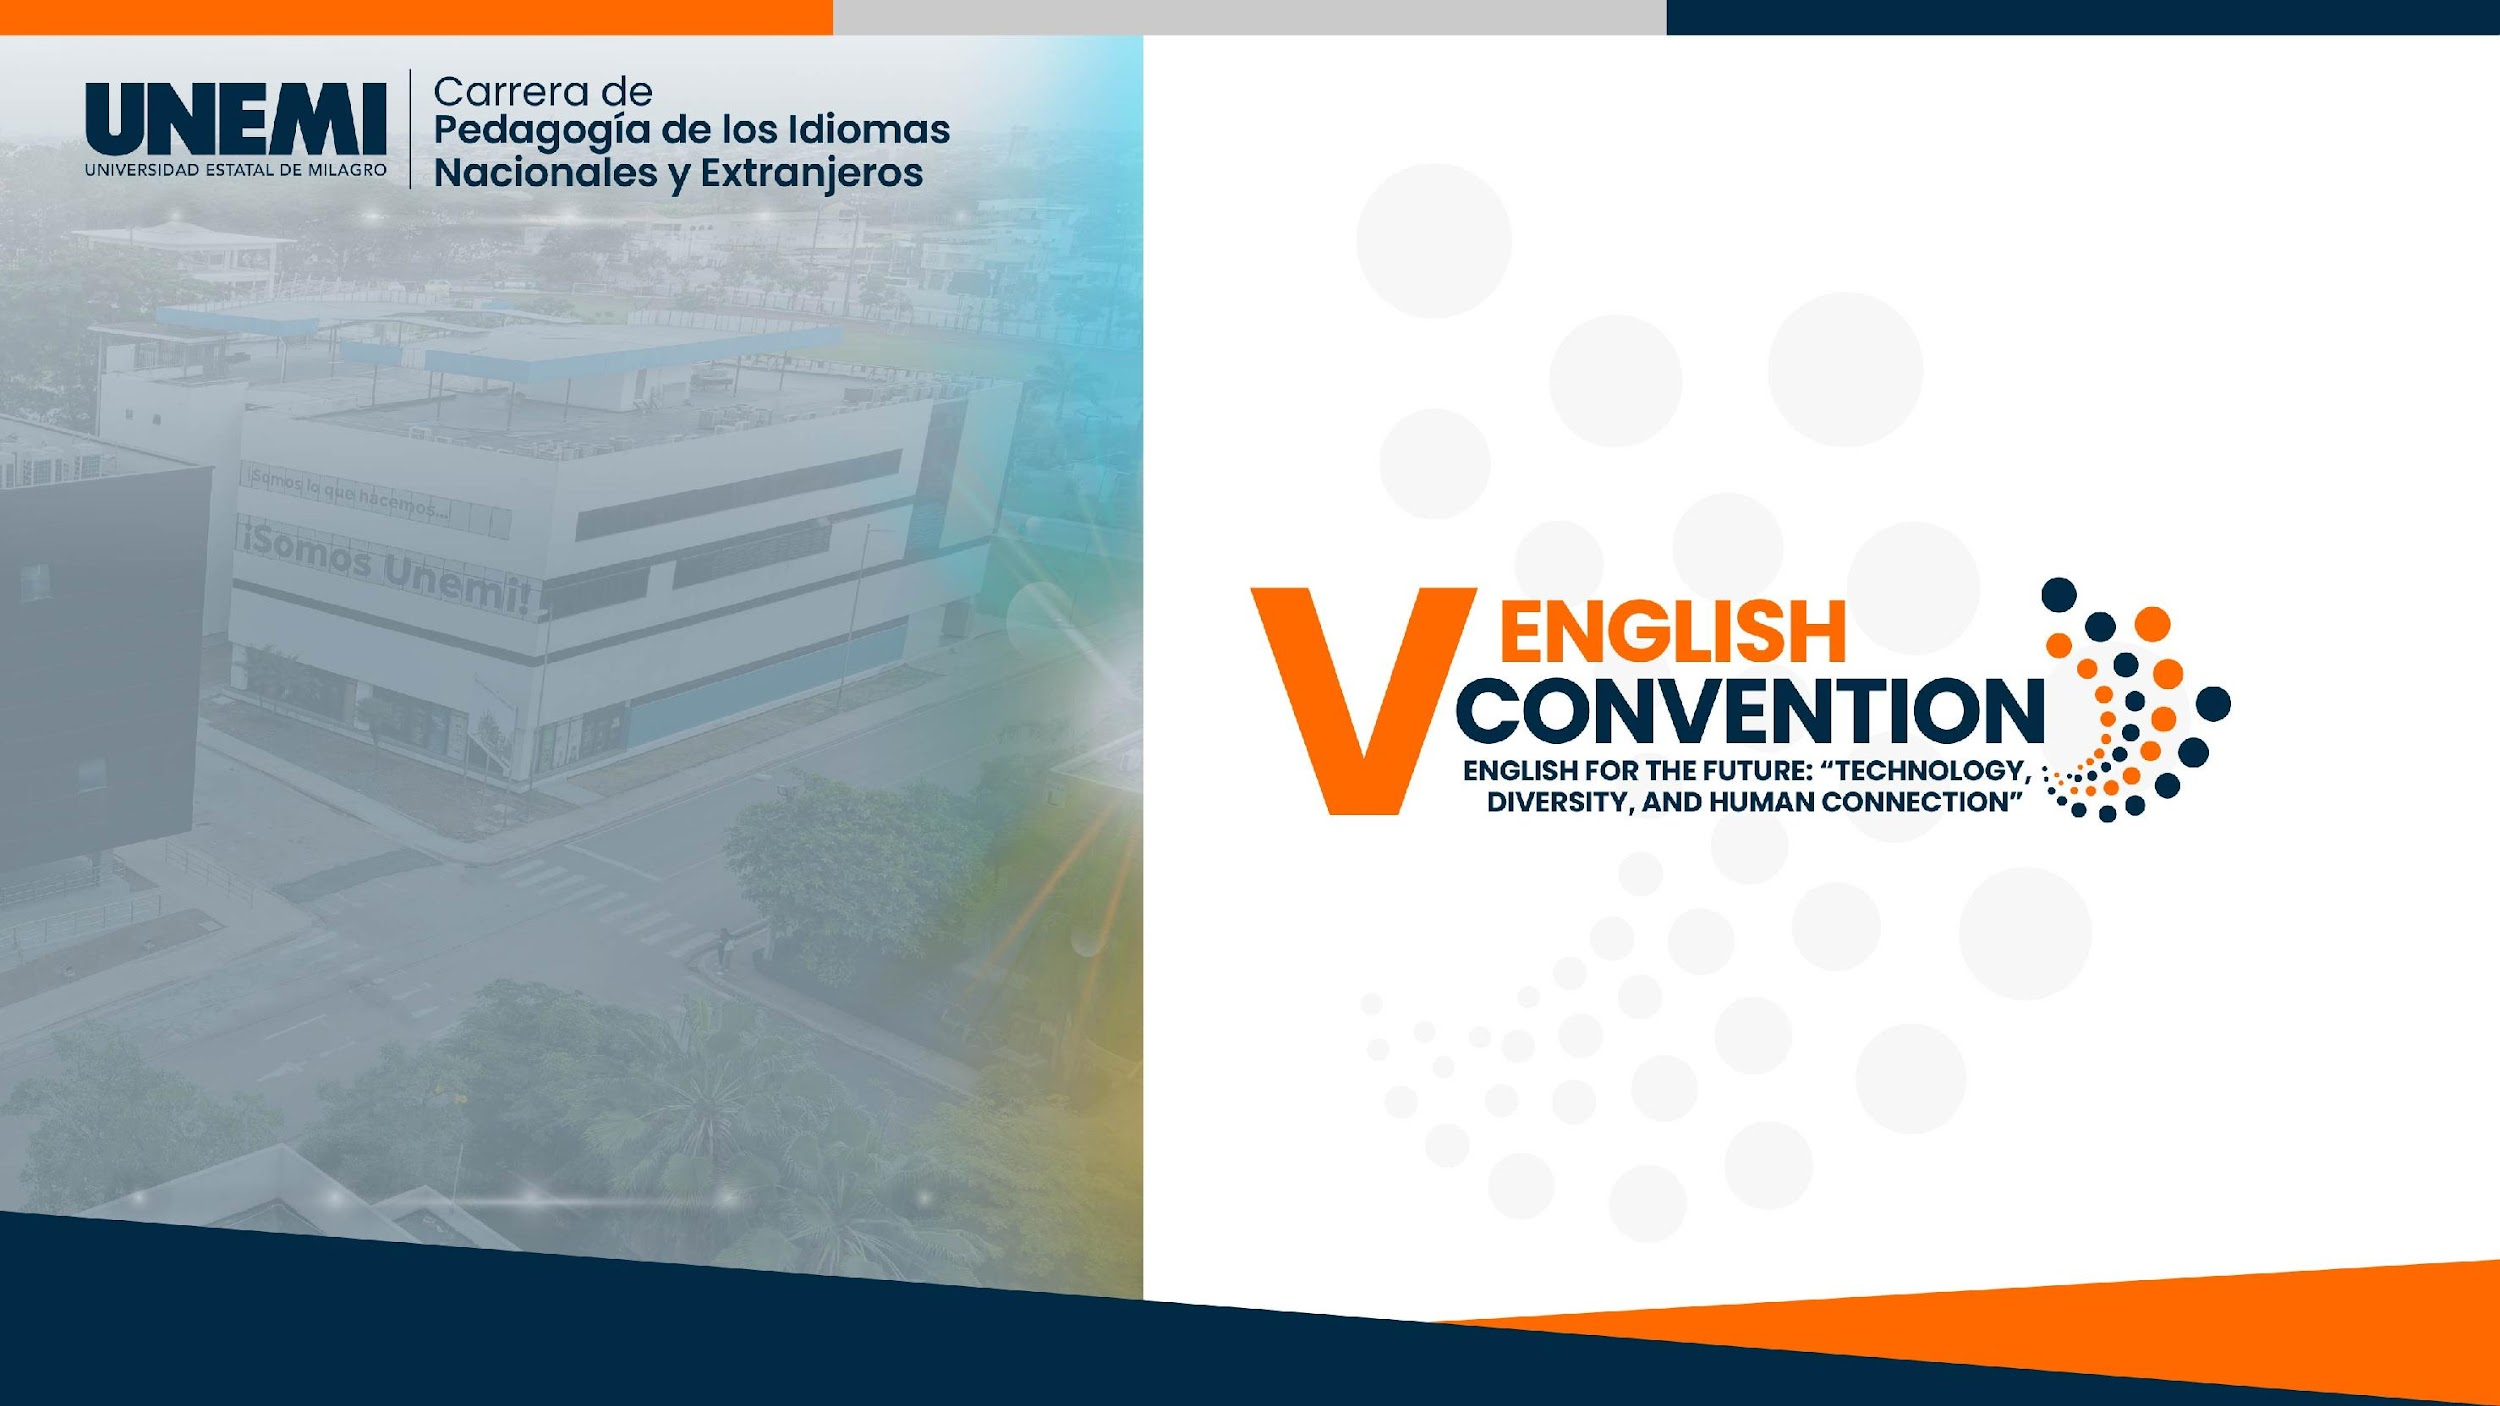 UNEMI
UNIVERSIDAD ESTATAL DE MILAGRO
Carrera de
Pedagogía de los Idiomas
Nacionales y Extranjeros
¡Somos lo que hacemos...
¡Somos Unemi!
V ENGLISH
CONVENTION
ENGLISH FOR THE FUTURE: “TECHNOLOGY,
DIVERSITY, AND HUMAN CONNECTION”